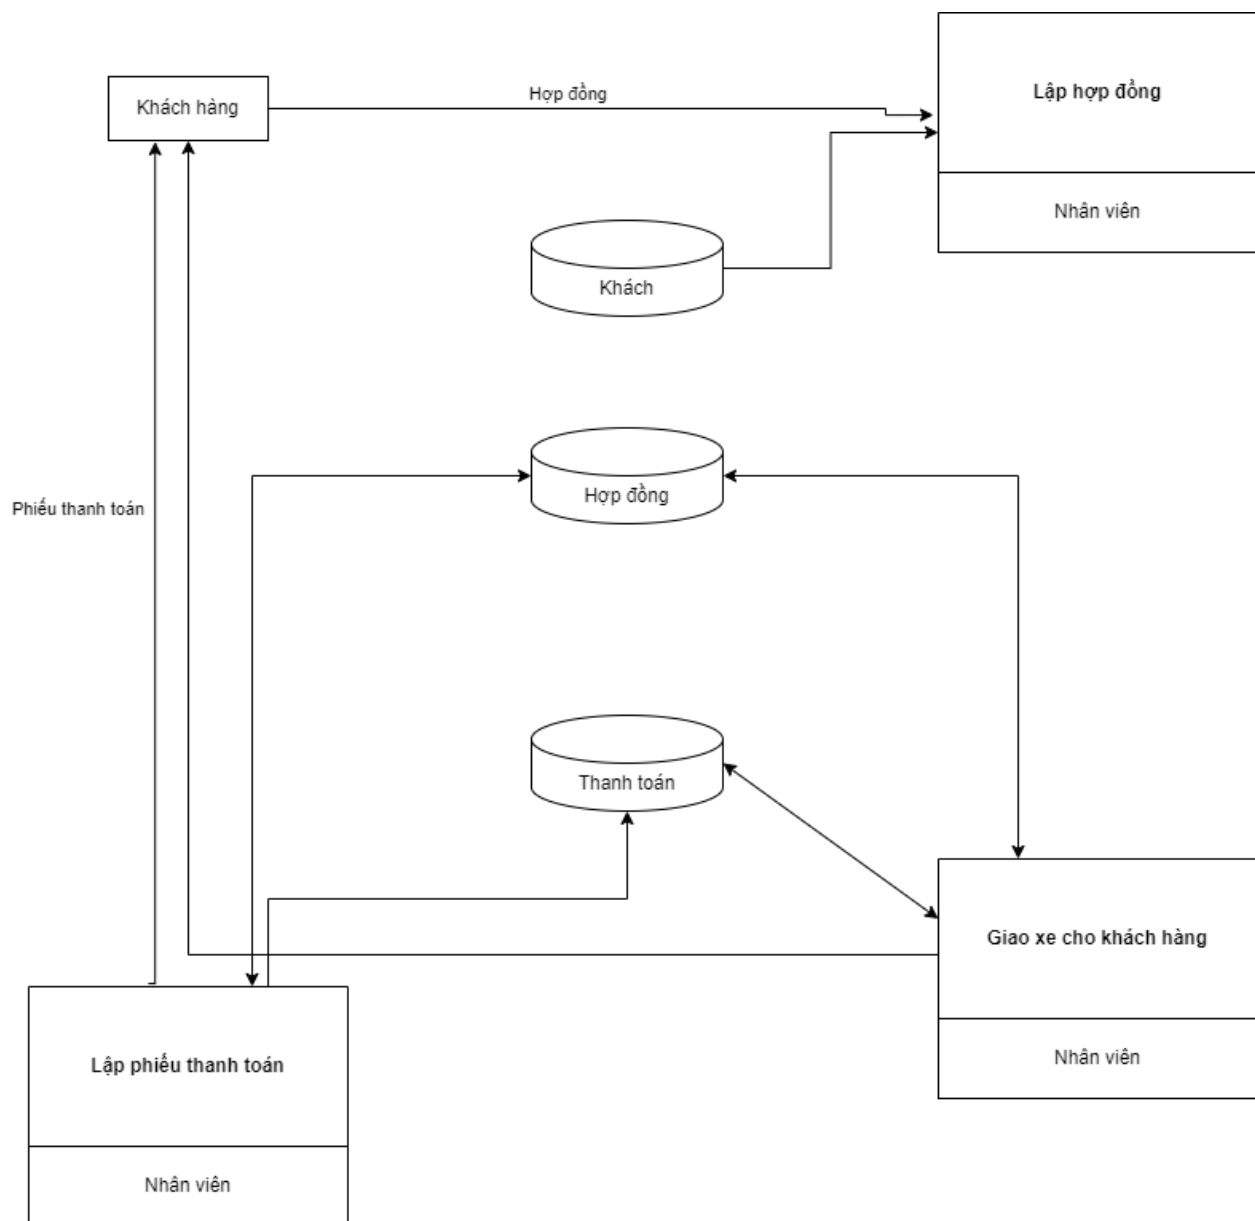 Khách hàng
Hợp đồng
Lập hợp đồng
Nhân viên
Khách
Hợp đồng
Phiếu thanh toán
Thanh toán
Giao xe cho khách hàng
Nhân viên
Lập phiếu thanh toán
Nhân viên